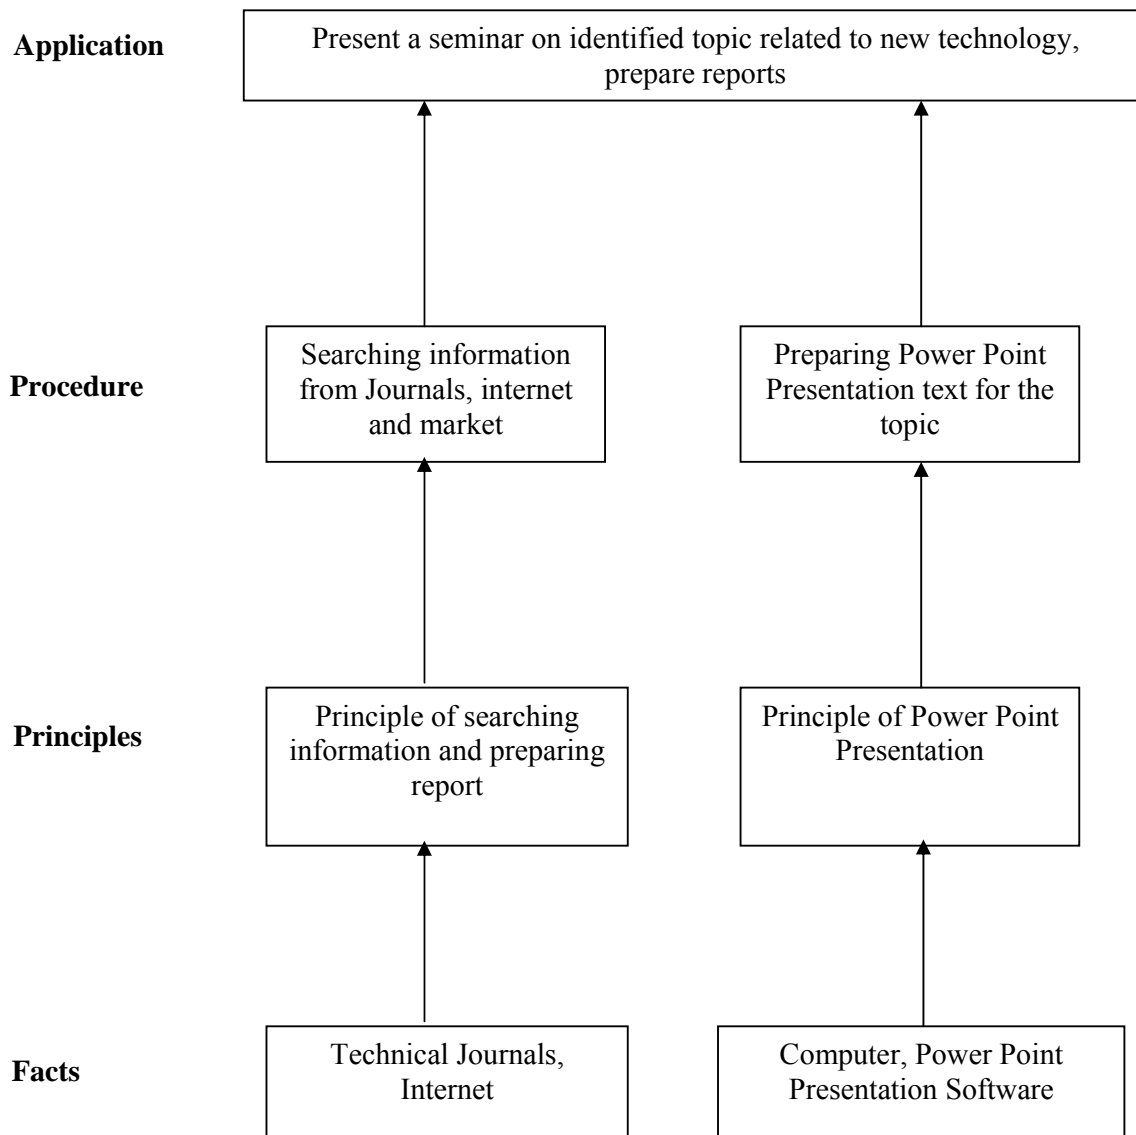 Application
Present a seminar on identified topic related to new technology,
prepare reports
Procedure
Searching information
from Journals, internet
and market
Preparing Power Point
Presentation text for the
topic
Principles
Principle of searching
information and preparing
report
Principle of Power Point
Presentation
Facts
Technical Journals,
Internet
Computer, Power Point
Presentation Software